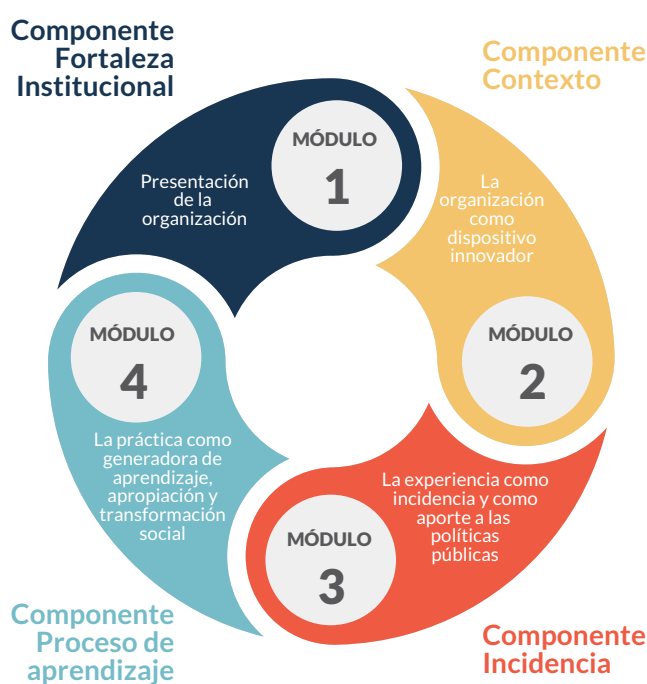 Componente
Fortaleza
Institucional
MÓDULO
1
Presentación
de la
organización
Componente
Contexto
La
organización
como
dispositivo
innovador
MÓDULO
2
La experiencia como
incidencia y como
aporte a las
políticas
públicas
MÓDULO
3
Componente
Incidencia
MÓDULO
4
La práctica como
generadora de
aprendizaje,
apropiación y
transformación
social
Componente
Proceso de
aprendizaje